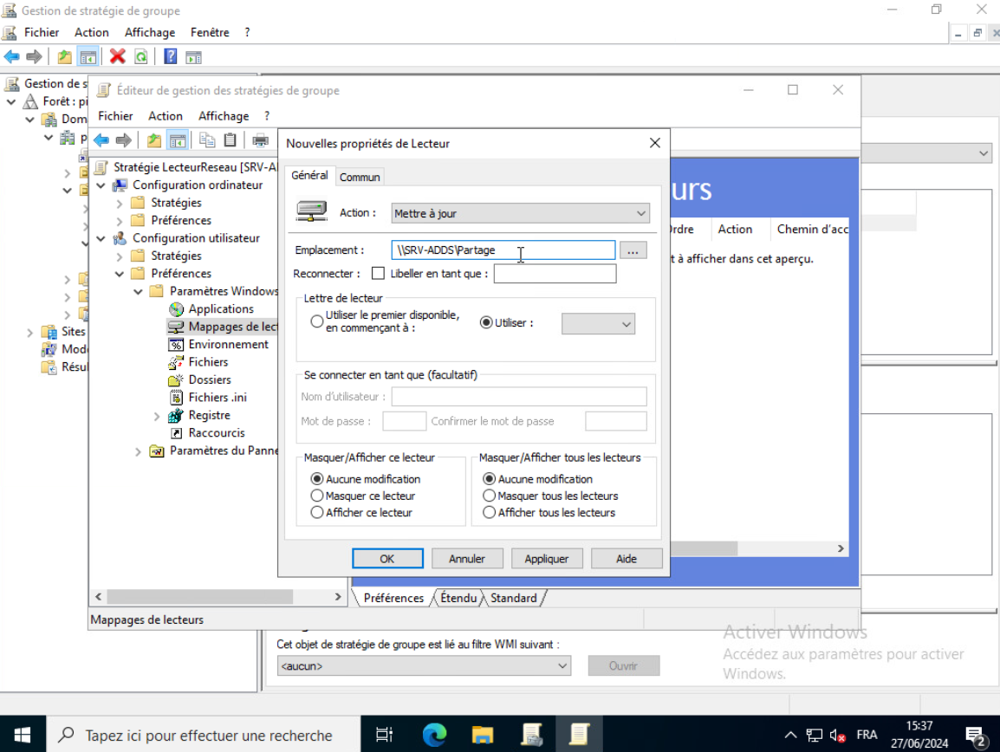 Gestion de stratégie de groupe
Fichier Action Affichage Fenêtre ?
Gestion de s
Forêt : pi
Dom
p
Sites
Mod
Résul
Éditeur de gestion des stratégies de groupe
Fichier Action Affichage ?
Stratégie LecteurReseau [SRV-A
Configuration ordinateur
Stratégies
Préférences
Configuration utilisateur
Stratégies
Préférences
Paramètres Windows
Applications
Mappages de lect
Environnement
Fichiers
Dossiers
Fichiers .ini
Registre
Raccourcis
Paramètres du Panne
Nouvelles propriétés de Lecteur
Général Commun
Action : Mettre à jour
Emplacement : \\SRV-ADDS\Partage ...
Reconnecter : Libeller en tant que :
Lettre de lecteur
Utiliser le premier disponible,
en commençant à :
Utiliser :
Se connecter en tant que (facultatif)
Nom d'utilisateur :
Mot de passe : Confirmer le mot de passe
Masquer/Afficher ce lecteur
Aucune modification
Masquer ce lecteur
Afficher ce lecteur
Masquer/Afficher tous les lecteurs
Aucune modification
Masquer tous les lecteurs
Afficher tous les lecteurs
OK Annuler Appliquer Aide
urs
Ordre Action Chemin d'acc
t à afficher dans cet aperçu.
Préférences Étendu Standard
Mappages de lecteurs
Cet objet de stratégie de groupe est lié au filtre WMI suivant :
<aucun> Ouvrir
Activer Windows
Accédez aux paramètres pour activer
Windows.
Tapez ici pour effectuer une recherche
FRA
15:37
27/06/2024
2